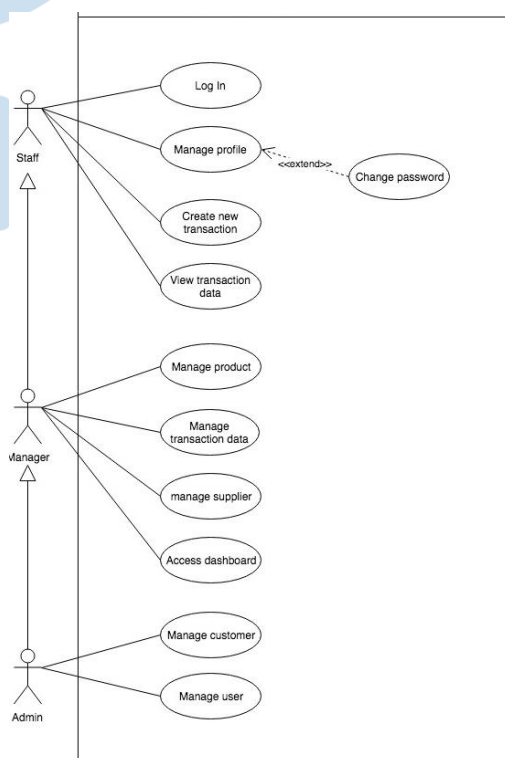 Log In
Staff
Manage profile
<<extend>>
Change password
Create new
transaction
View transaction
data
Manage product
Manage
transaction data
Manager
manage supplier
Access dashboard
Manage customer
Manage user
Admin